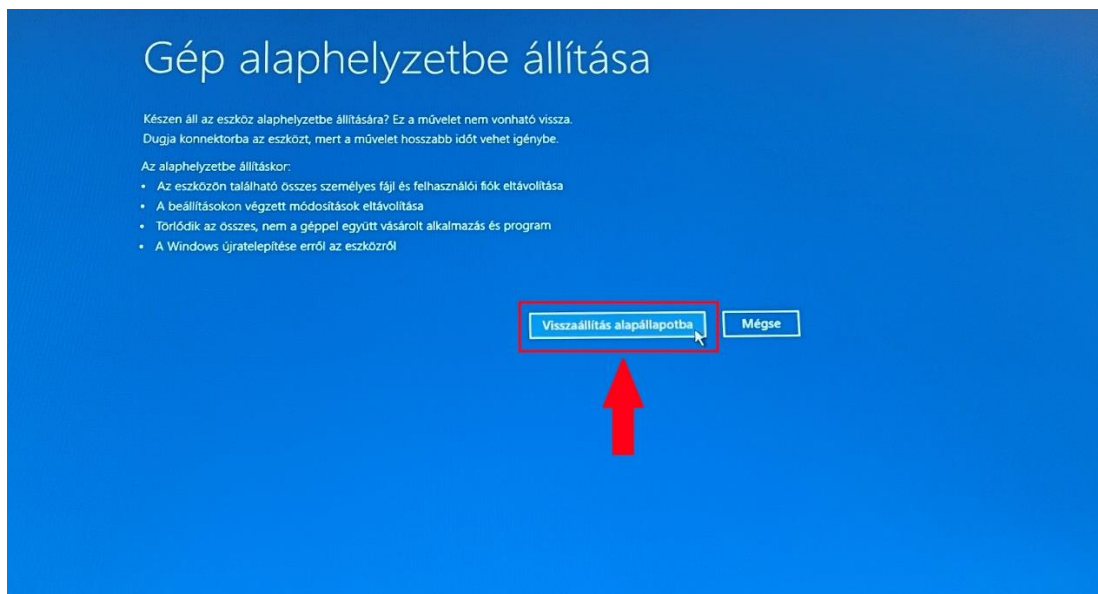 Gép alaphelyzetbe állítása
Készen áll az eszköz alaphelyzetbe állítására? Ez a művelet nem vonható vissza.
Dugja konnektorba az eszközt, mert a művelet hosszabb időt vehet igénybe.
Az alaphelyzetbe állításkor:
• Az eszközön található összes személyes fájl és felhasználói fiók eltávolítása
• A beállításokon végzett módosítások eltávolítása
• Törlődik az összes, nem a géppel együtt vásárolt alkalmazás és program
• A Windows újratelepítése erről az eszközről
Visszaállítás alapállapotba Mégse